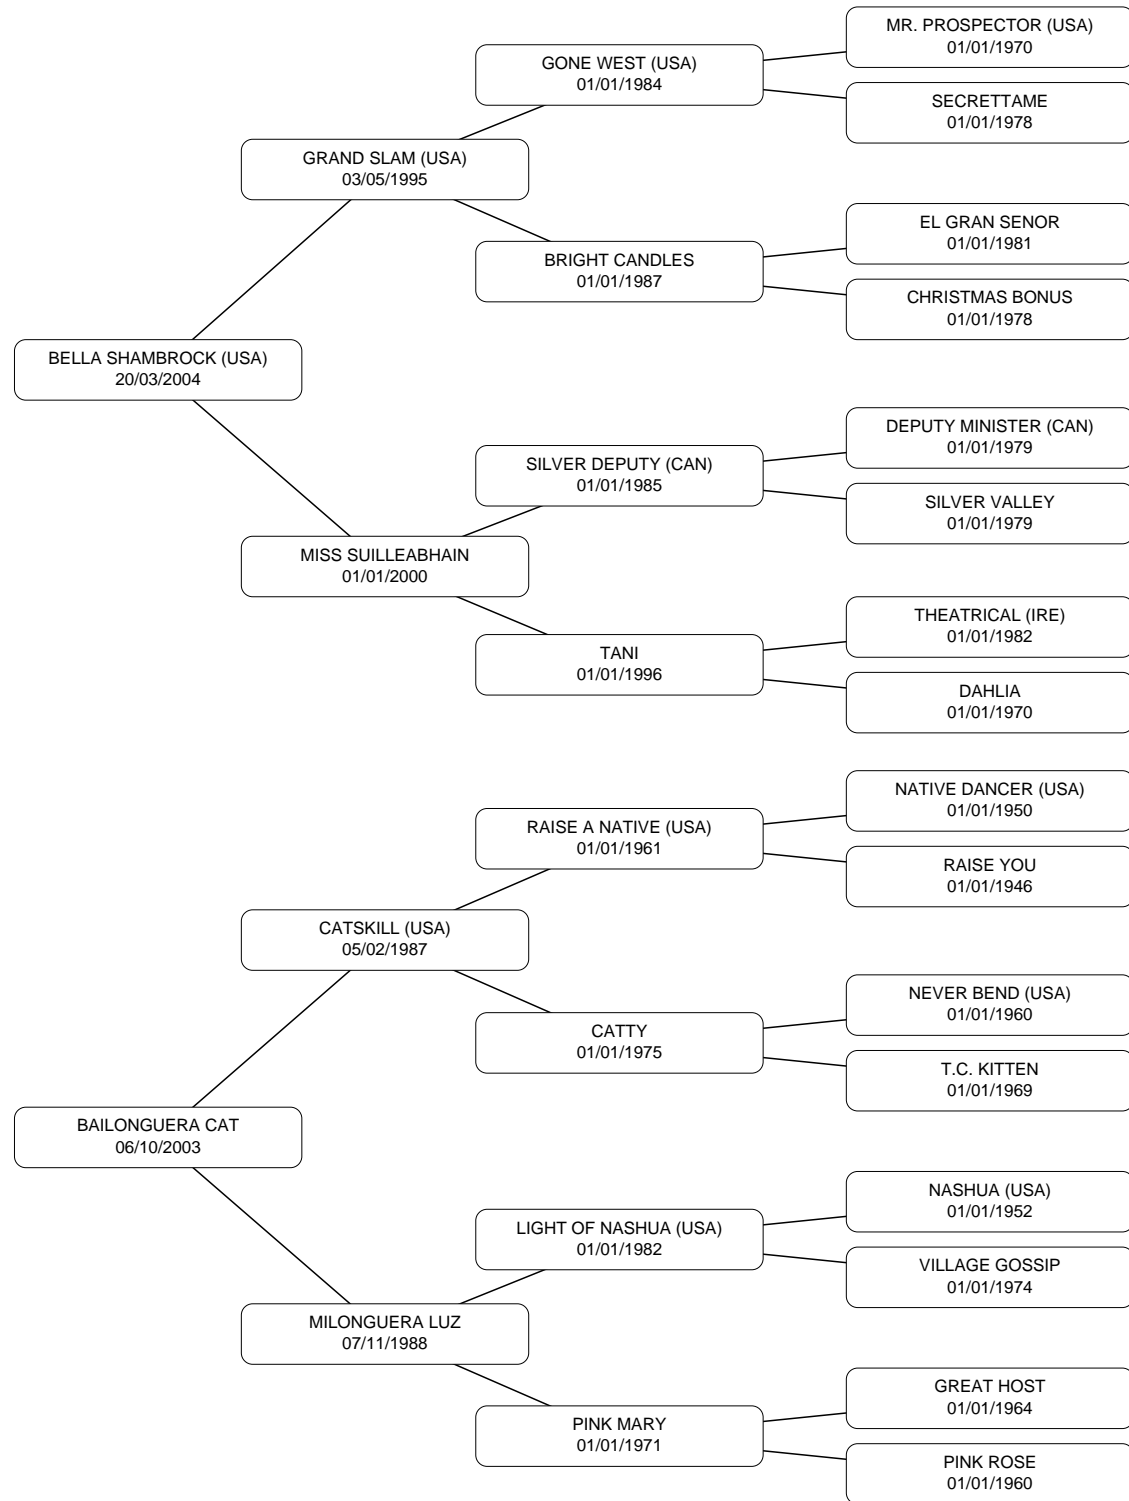 MR. PROSPECTOR (USA)
01/01/1970
GONE WEST (USA)
01/01/1984
SECRETTAME
01/01/1978
GRAND SLAM (USA)
03/05/1995
EL GRAN SENOR
01/01/1981
BRIGHT CANDLES
01/01/1987
CHRISTMAS BONUS
01/01/1978
BELLA SHAMBROCK (USA)
20/03/2004
DEPUTY MINISTER (CAN)
01/01/1979
SILVER DEPUTY (CAN)
01/01/1985
SILVER VALLEY
01/01/1979
MISS SUILLEABHAIN
01/01/2000
THEATRICAL (IRE)
01/01/1982
TANI
01/01/1996
DAHLIA
01/01/1970
NATIVE DANCER (USA)
01/01/1950
RAISE A NATIVE (USA)
01/01/1961
RAISE YOU
01/01/1946
CATSKILL (USA)
05/02/1987
NEVER BEND (USA)
01/01/1960
CATTY
01/01/1975
T.C. KITTEN
01/01/1969
BAILONGUERA CAT
06/10/2003
NASHUA (USA)
01/01/1952
LIGHT OF NASHUA (USA)
01/01/1982
VILLAGE GOSSIP
01/01/1974
MILONGUERA LUZ
07/11/1988
GREAT HOST
01/01/1964
PINK MARY
01/01/1971
PINK ROSE
01/01/1960